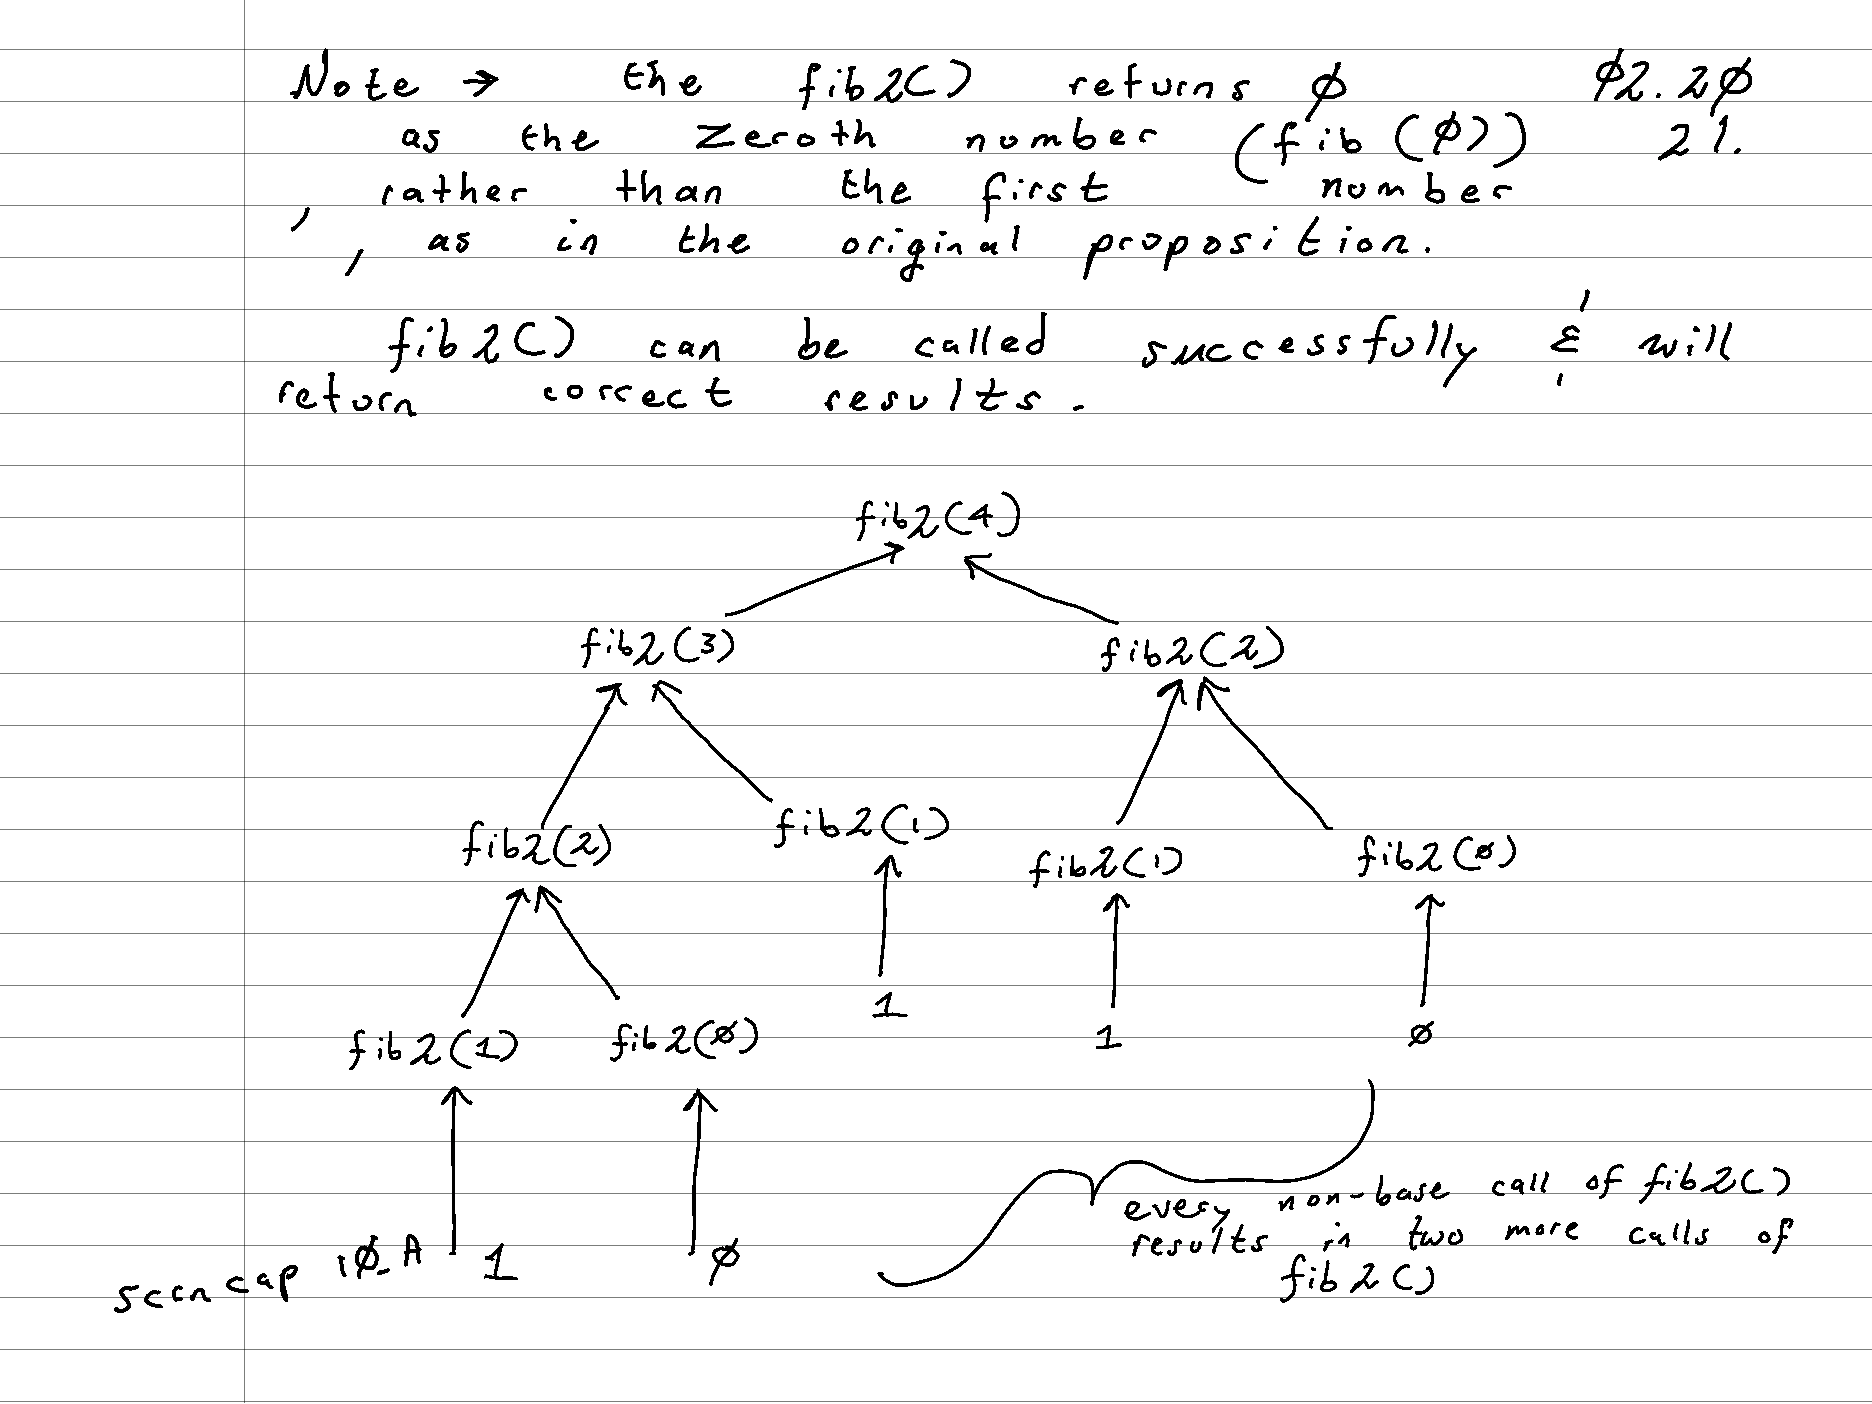 Note → the fib2() returns ∅ ∅2.2∅
as the zeroth number (fib(∅)) 21.
, rather than the first number
, as in the original proposition.
fib2() can be called successfully & will
return correct results.
fib2(4)
fib2(3) fib2(2)
fib2(2) fib2(1) fib2(1) fib2(∅)
1
fib2(1) fib2(∅) 1 ∅
every non-base call of fib2()
results in two more calls of
fib2()
sccncap 1∅_A 1 ∅